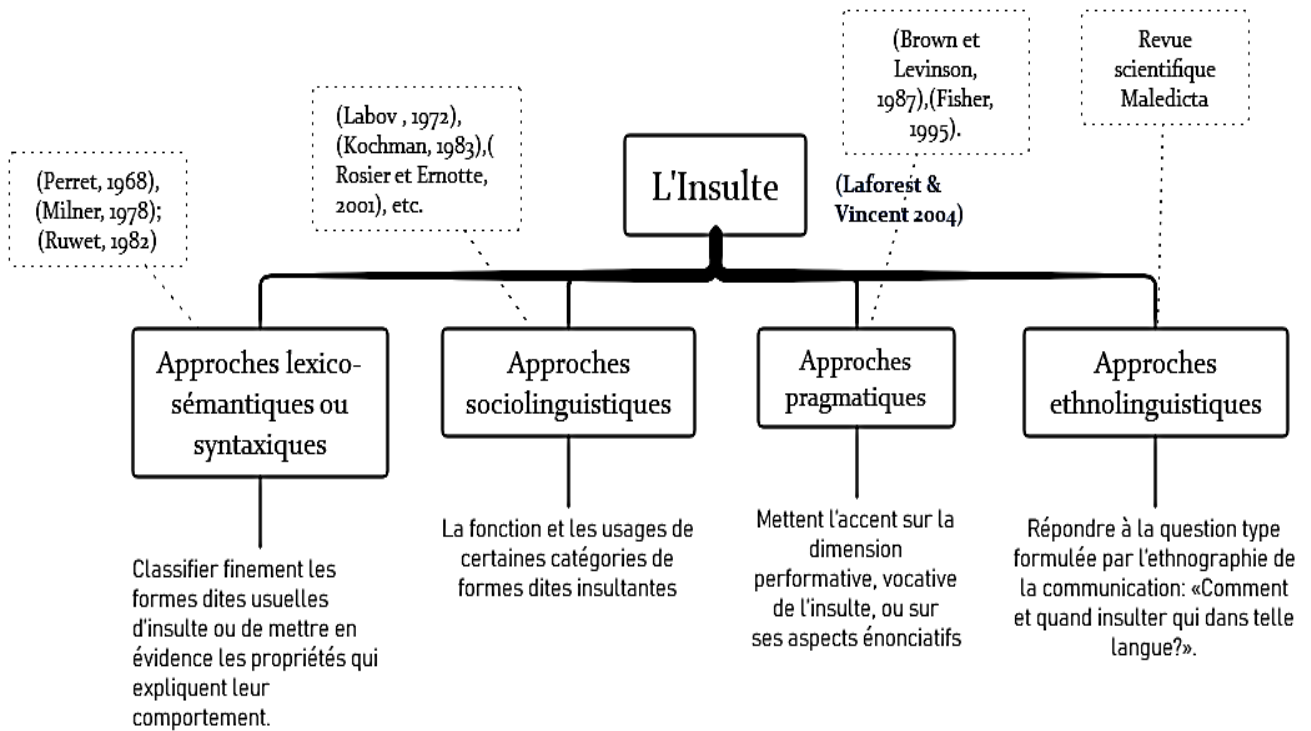 L'Insulte
(Perret, 1968),
(Milner, 1978);
(Ruwet, 1982)
Approches lexico-
sémantiques ou
syntaxiques
Classifier finement les
formes dites usuelles
d'insulte ou de mettre en
évidence les propriétés qui
expliquent leur
comportement.
(Labov , 1972),
(Kochman, 1983),(
Rosier et Ernotte,
2001), etc.
Approches
sociolinguistiques
La fonction et les usages de
certaines catégories de
formes dites insultantes
(Brown et
Levinson,
1987),(Fisher,
1995).
(Laforest &
Vincent 2004)
Approches
pragmatiques
Mettent l'accent sur la
dimension
performative, vocative
de l'insulte, ou sur
ses aspects énonciatifs
Revue
scientifique
Maledicta
Approches
ethnolinguistiques
Répondre à la question type
formulée par l'ethnographie de
la communication: «Comment
et quand insulter qui dans telle
langue?».